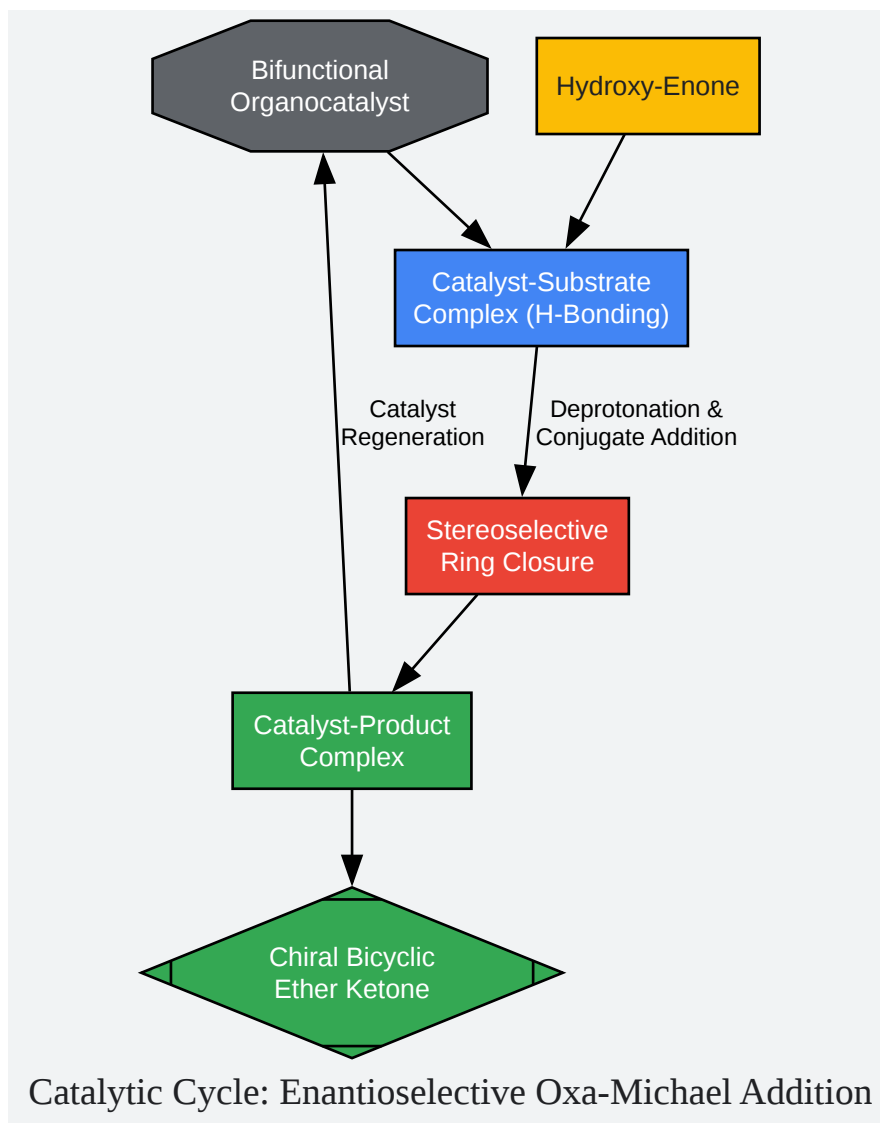 Bifunctional
Organocatalyst
Hydroxy-Enone
Catalyst-Substrate
Complex (H-Bonding)
Catalyst
Regeneration
Deprotonation &
Conjugate Addition
Stereoselective
Ring Closure
Catalyst-Product
Complex
Chiral Bicyclic
Ether Ketone
Catalytic Cycle: Enantioselective Oxa-Michael Addition